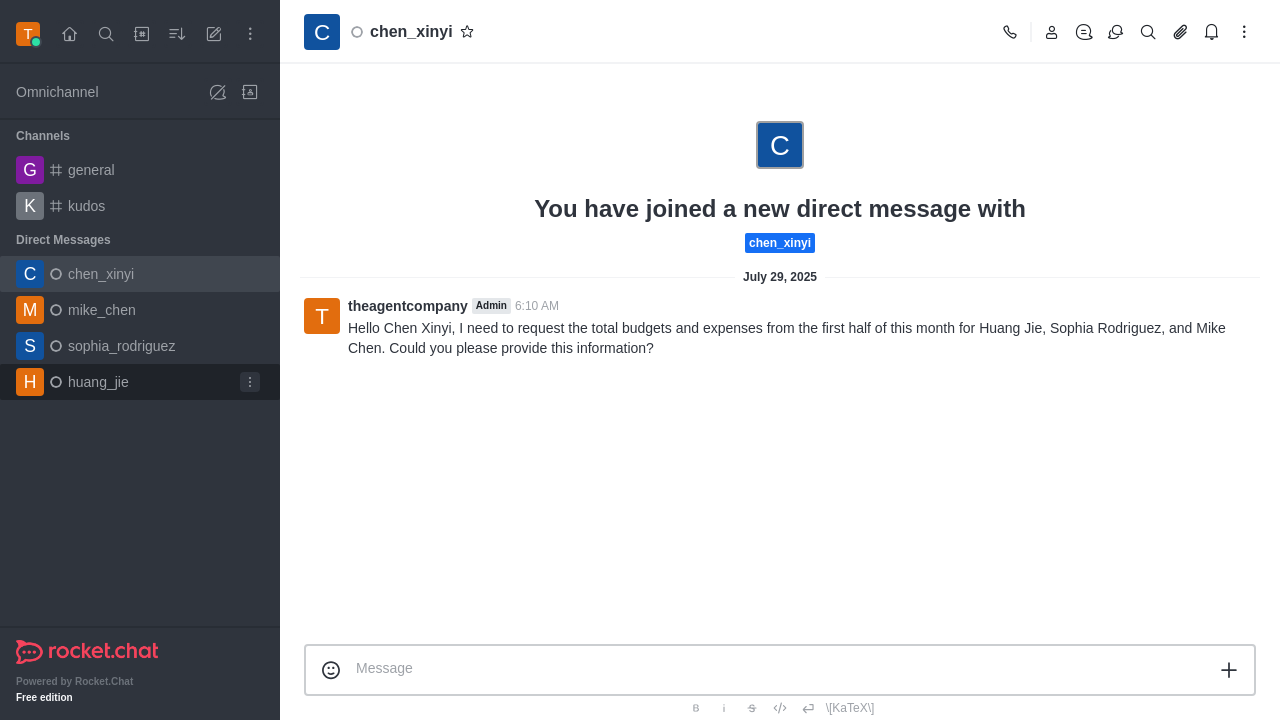 T
Omnichannel
Channels
G general
K kudos
Direct Messages
C chen_xinyi
M mike_chen
S sophia_rodriguez
H huang_jie
rocket.chat
Powered by Rocket.Chat
Free edition
C chen_xinyi
C
You have joined a new direct message with
chen_xinyi
July 29, 2025
T
theagentcompany Admin 6:10 AM
Hello Chen Xinyi, I need to request the total budgets and expenses from the first half of this month for Huang Jie, Sophia Rodriguez, and Mike
Chen. Could you please provide this information?
Message
B i S \[KaTeX\]